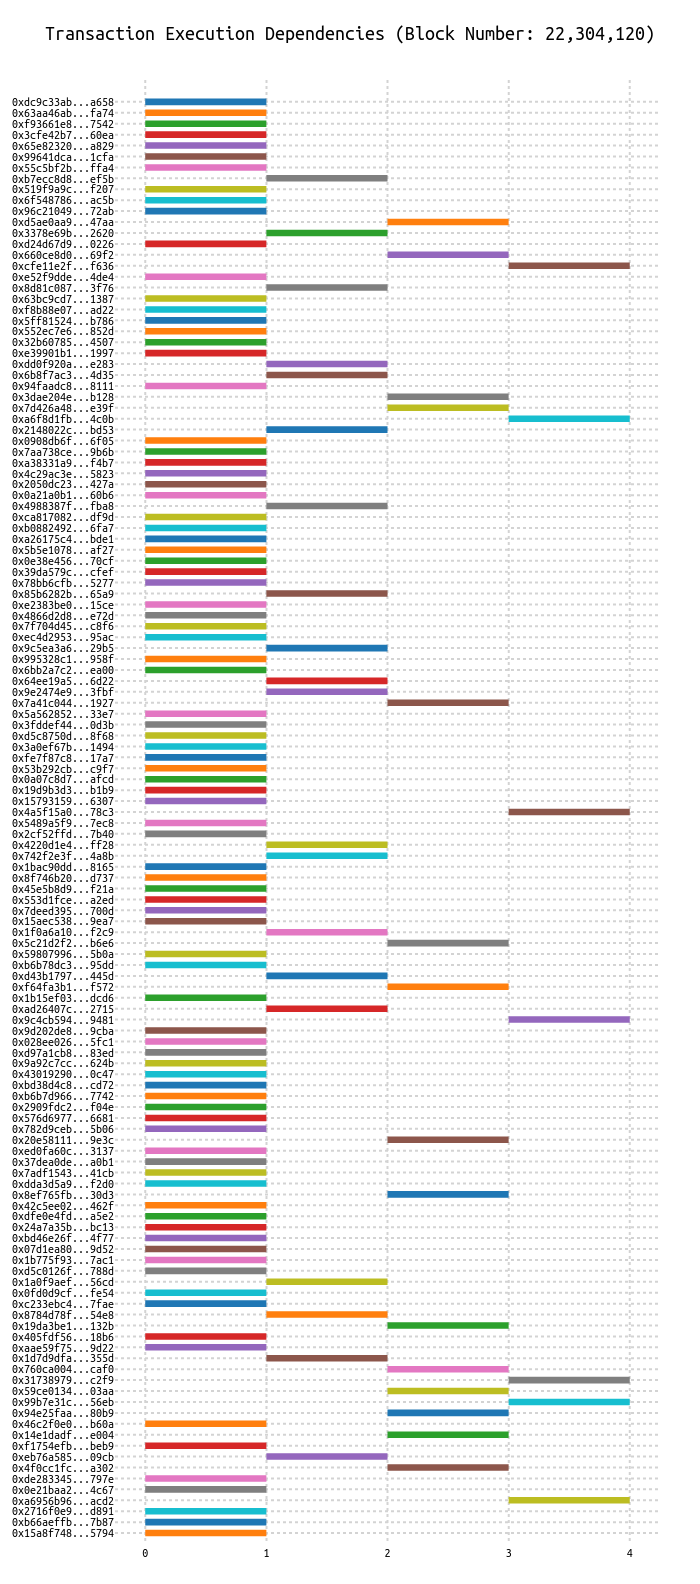 Transaction Execution Dependencies (Block Number: 22,304,120)
0xdc9c33ab...a658
0x63aa46ab...fa74
0xf93661e8...7542
0x3cfe42b7...60ea
0x65e82320...a829
0x99641dca...1cfa
0x55c5bf2b...ffa4
0xb7ecc8d8...ef5b
0x519f9a9c...f207
0x6f548786...ac5b
0x96c21049...72ab
0xd5ae0aa9...47aa
0x3378e69b...2620
0xd24d67d9...0226
0x660ce8d0...69f2
0xcfe11e2f...f636
0xe52f9dde...4de4
0x8d81c087...3f76
0x63bc9cd7...1387
0xf8b88e07...ad22
0x5ff81524...b786
0x552ec7e6...852d
0x32b60785...4507
0xe39901b1...1997
0xdd0f920a...e283
0x6b8f7ac3...4d35
0x94faadc8...8111
0x3dae204e...b128
0x7d426a48...e39f
0xa6f8d1fb...4c0b
0x2148022c...bd53
0x0908db6f...6f05
0x7aa738ce...9b6b
0xa38331a9...f4b7
0x4c29ac3e...5823
0x2050dc23...427a
0x0a21a0b1...60b6
0x4988387f...fba8
0xca817082...df9d
0xb0882492...6fa7
0xa26175c4...bde1
0x5b5e1078...af27
0x0e38e456...70cf
0x39da579c...cfef
0x78bb6cfb...5277
0x85b6282b...65a9
0xe2383be0...15ce
0x4866d2d8...e72d
0x7f704d45...c8f6
0xec4d2953...95ac
0x9c5ea3a6...29b5
0x995328c1...958f
0x6bb2a7c2...ea00
0x64ee19a5...6d22
0x9e2474e9...3fbf
0x7a41c044...1927
0x5a562852...33e7
0x3fddef44...0d3b
0xd5c8750d...8f68
0x3a0ef67b...1494
0xfe7f87c8...17a7
0x53b292cb...c9f7
0x0a07c8d7...afcd
0x19d9b3d3...b1b9
0x15793159...6307
0x4a5f15a0...78c3
0x5489a5f9...7ec8
0x2cf52ffd...7b40
0x4220d1e4...ff28
0x742f2e3f...4a8b
0x1bac90dd...8165
0x8f746b20...d737
0x45e5b8d9...f21a
0x553d1fce...a2ed
0x7deed395...700d
0x15aec538...9ea7
0x1f0a6a10...f2c9
0x5c21d2f2...b6e6
0x59807996...5b0a
0xb6b78dc3...95dd
0xd43b1797...445d
0xf64fa3b1...f572
0x1b15ef03...dcd6
0xad26407c...2715
0x9c4cb594...9481
0x9d202de8...9cba
0x028ee026...5fc1
0xd97a1cb8...83ed
0x9a92c7cc...624b
0x43019290...0c47
0xbd38d4c8...cd72
0xb6b7d966...7742
0x2909fdc2...f04e
0x576d6977...6681
0x782d9ceb...5b06
0x20e58111...9e3c
0xed0fa60c...3137
0x37dea0de...a0b1
0x7adf1543...41cb
0xdda3d5a9...f2d0
0x8ef765fb...30d3
0x42c5ee02...462f
0xdfe0e4fd...a5e2
0x24a7a35b...bc13
0xbd46e26f...4f77
0x07d1ea80...9d52
0x1b775f93...7ac1
0xd5c0126f...788d
0x1a0f9aef...56cd
0x0fd0d9cf...fe54
0xc233ebc4...7fae
0x8784d78f...54e8
0x19da3be1...132b
0x405fdf56...18b6
0xaae59f75...9d22
0x1d7d9dfa...355d
0x760ca004...caf0
0x31738979...c2f9
0x59ce0134...03aa
0x99b7e31c...56eb
0x94e25faa...80b9
0x46c2f0e0...b60a
0x14e1dadf...e004
0xf1754efb...beb9
0xeb76a585...09cb
0x4f0cc1fc...a302
0xde283345...797e
0x0e21baa2...4c67
0xa6956b96...acd2
0x2716f0e9...d891
0xb66aeffb...7b87
0x15a8f748...5794
0 1 2 3 4